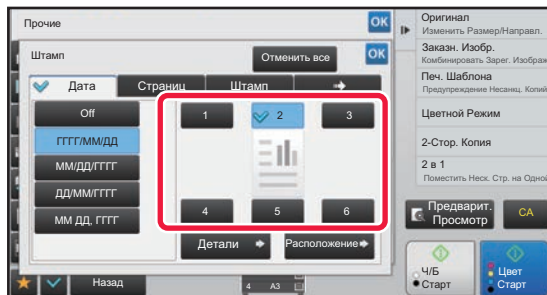 Прочие
OK
Штамп
Отменить все
OK
Дата
Страниц
Штамп
Off
ГГГГ/ММ/ДД
ММ/ДД/ГГГГ
ДД/ММ/ГГГГ
ММ ДД, ГГГГ
1
2
3
4
5
6
Детали
Расположение
Назад
4 A3
Оригинал
Изменить Размер/Направл.
Заказн. Изобр.
Комбинировать Зарег. Изображ
Печ. Шаблона
Предупреждение Несанкц. Копий
Цветной Режим
2-Стор. Копия
2 в 1
Поместить Неск. Стр. на Одной
Предварит.
Просмотр
CA
Ч/Б
Старт
Цвет
Старт